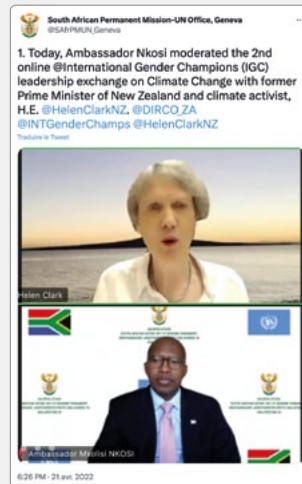 South African Permanent Mission-UN Office, Geneva
@SAfrPMUN_Geneva
1. Today, Ambassador Nkosi moderated the 2nd
online @International Gender Champions (IGC)
leadership exchange on Climate Change with former
Prime Minister of New Zealand and climate activist,
H.E. @HelenClarkNZ. @DIRCO_ZA
@INTGenderChamps @HelenClarkNZ
Traduire le Tweet
Helen Clark
Ambassador Mxolisi NKOSI
6:26 PM · 21 avr. 2022